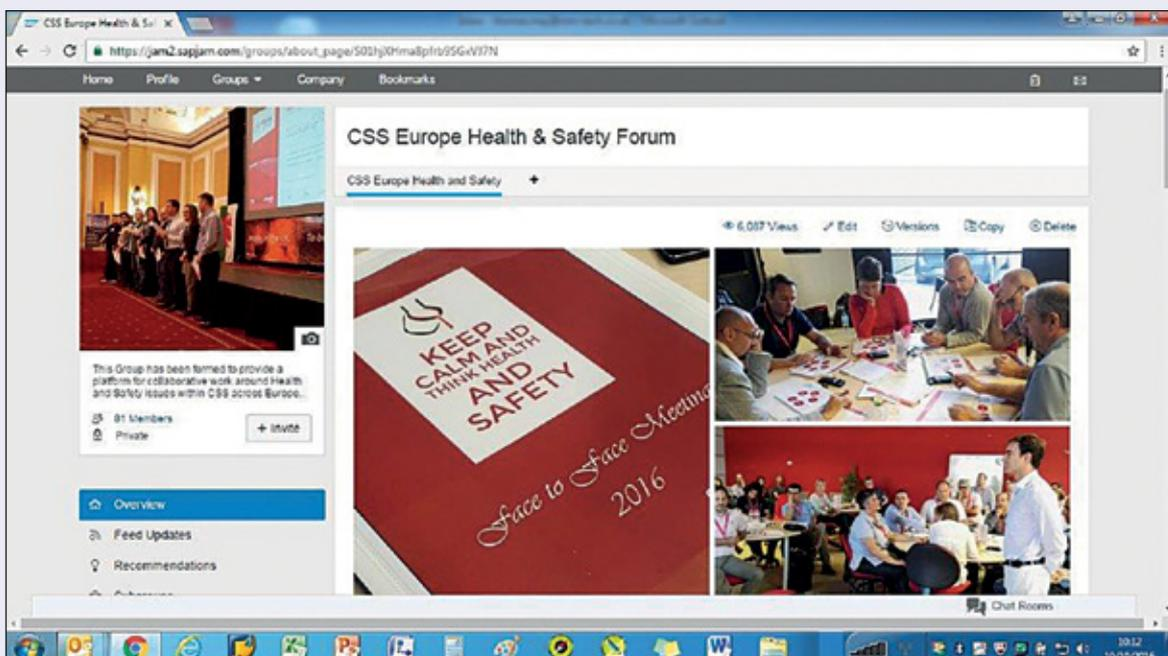 CSS Europe Health & Saf
https://jam2.sapjam.com/groups/about_page/
Home Profile Groups Company Bookmarks
CSS Europe Health & Safety Forum
CSS Europe Health and Safety +
6,087 Views Edit Versions Copy Delete
KEEP
CALM AND
THINK HEALTH
AND
SAFETY
Face to Face Meeting
2016
This Group has been formed to provide a
platform for collaborative work around Health
and Safety issues within CSS across Europe...
81 Members
Private
+ Invite
Overview
Feed Updates
Recommendations
Chat Rooms
10:12